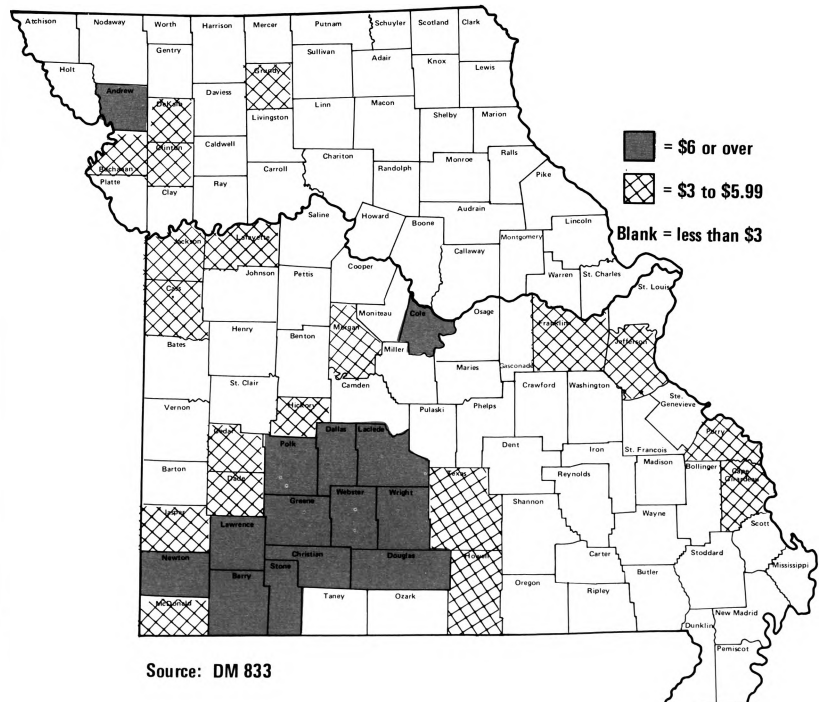 Atchison
Nodaway
Worth
Harrison
Mercer
Putnam
Schuyler
Scotland
Clark
Gentry
Sullivan
Adair
Knox
Lewis
Holt
Andrew
DeKalb
Daviess
Grundy
Linn
Macon
Shelby
Marion
Livingston
Clinton
Caldwell
Buchanan
Platte
Clay
Ray
Carroll
Chariton
Randolph
Monroe
Ralls
Pike
= $6 or over
= $3 to $5.99
Blank = less than $3
Saline
Howard
Boone
Audrain
Lincoln
Jackson
Lafayette
Montgomery
Callaway
Cooper
Johnson
Pettis
Warren
St. Charles
St. Louis
Cass
Moniteau
Cole
Osage
Morgan
Franklin
Bates
Henry
Benton
Miller
Gasconade
Jefferson
Maries
St. Clair
Camden
Crawford
Washington
Ste.
Genevieve
Vernon
Hickory
Pulaski
Phelps
Cedar
Polk
Dallas
Laclede
Dent
Iron
St. Francois
Perry
Barton
Dade
Texas
Reynolds
Madison
Bollinger
Cape
Girardeau
Greene
Webster
Wright
Shannon
Jasper
Lawrence
Wayne
Scott
Newton
Christian
Douglas
Howell
Carter
Stoddard
Barry
Stone
Butler
Mississippi
McDonald
Taney
Ozark
Oregon
Ripley
New Madrid
Dunklin
Pemiscot
Source: DM 833